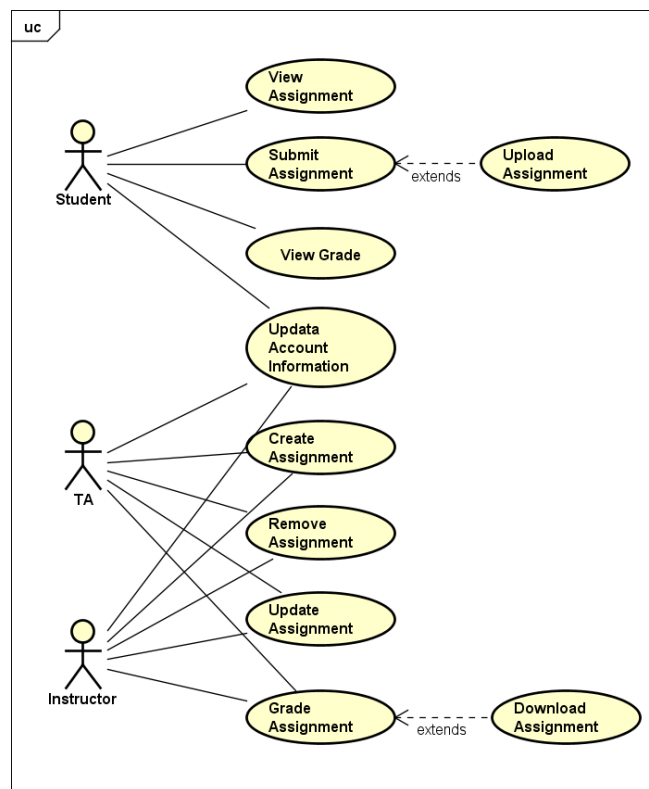 uc
View
Assignment
Submit
Assignment
extends
Upload
Assignment
Student
View Grade
Updata
Account
Information
TA
Create
Assignment
Remove
Assignment
Update
Assignment
Instructor
Grade
Assignment
extends
Download
Assignment